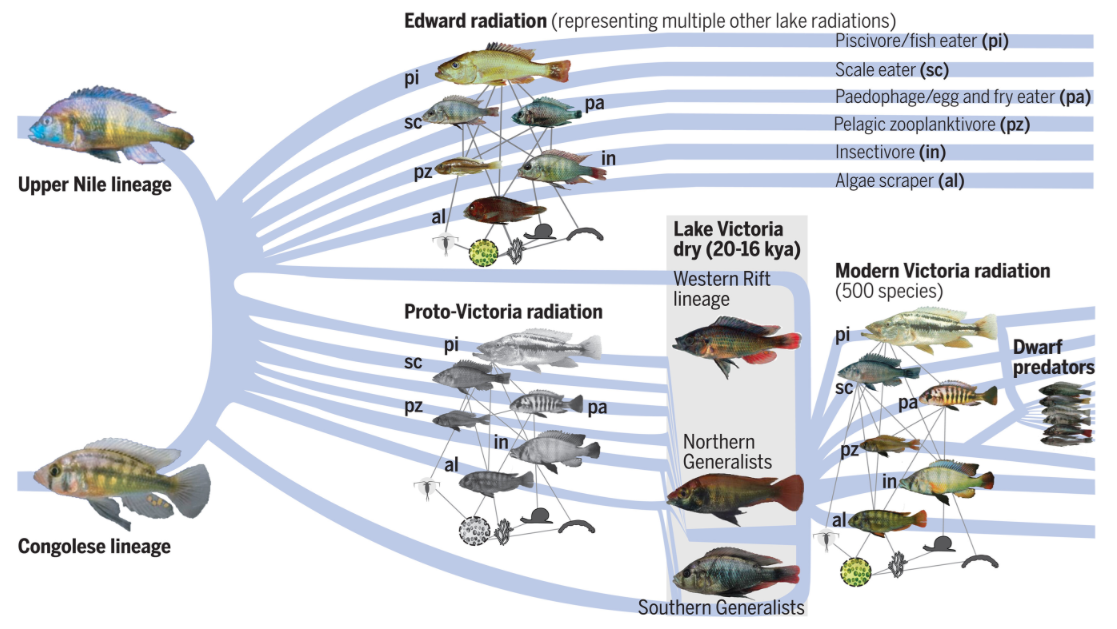 Edward radiation (representing multiple other lake radiations)
Piscivore/fish eater (pi)
Scale eater (sc)
Paedophage/egg and fry eater (pa)
Pelagic zooplanktivore (pz)
Insectivore (in)
Algae scraper (al)
pi
sc
pa
pz
in
al
Upper Nile lineage
Congolese lineage
Proto-Victoria radiation
pi
sc
pz
pa
in
al
Lake Victoria
dry (20-16 kya)
Western Rift
lineage
Northern
Generalists
Southern Generalists
Modern Victoria radiation
(500 species)
pi
sc
pa
pz
in
al
Dwarf
predators